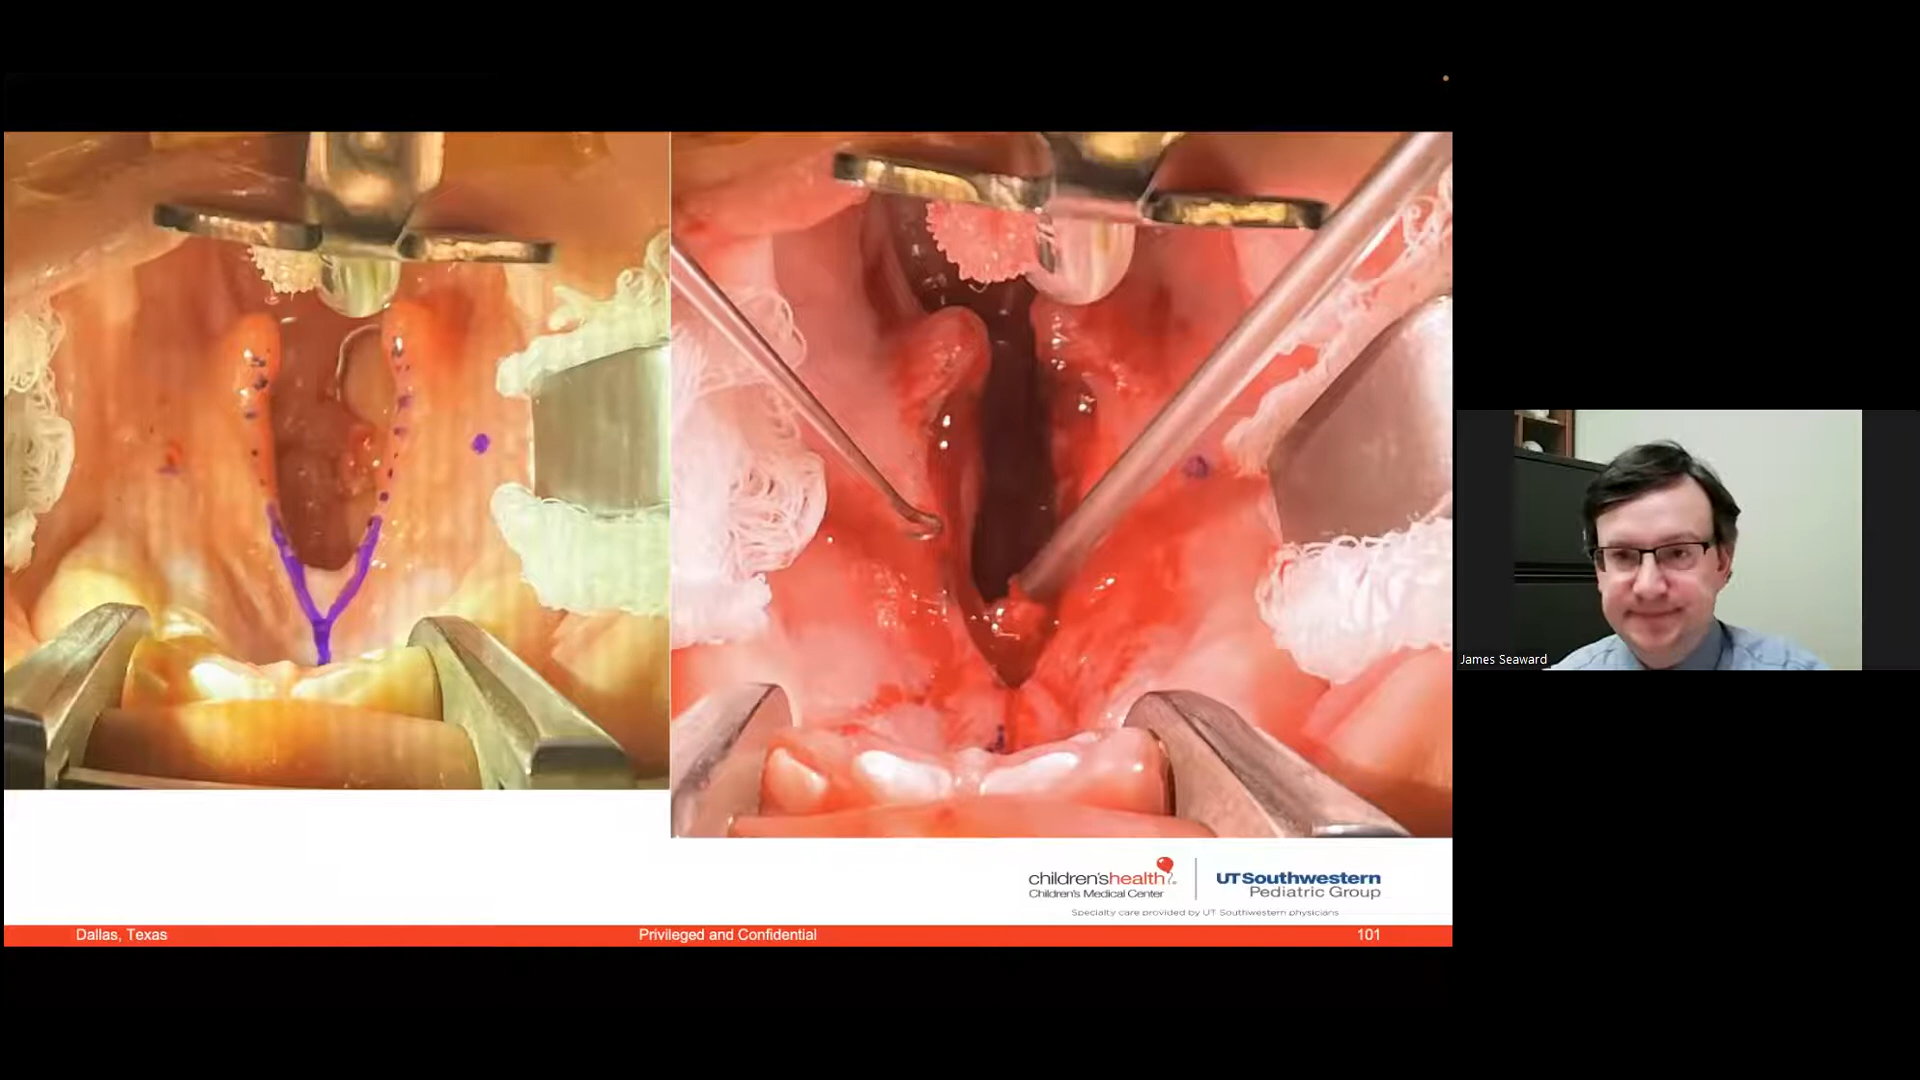 children'shealth
Children's Medical Center
UTSouthwestern
Pediatric Group
Specialty care provided by UT Southwestern physicians
Dallas, Texas
Privileged and Confidential
101
James Seaward